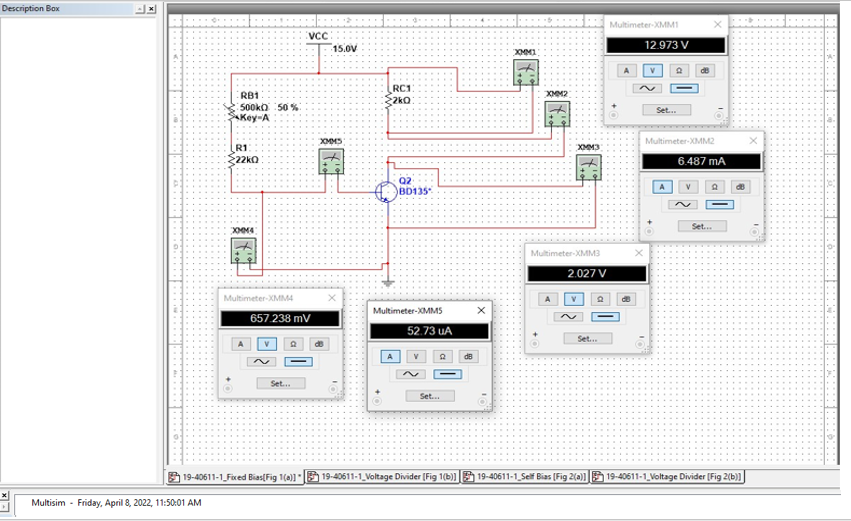 Description Box
VCC
15.0V
RB1
500kΩ 50 %
Key=A
R1
22kΩ
RC1
2kΩ
XMM1
XMM2
XMM3
XMM5
Q2
BD135*
XMM4
Multimeter-XMM1
12.973 V
A V Ω dB
Set...
Multimeter-XMM2
6.487 mA
A V Ω dB
Set...
Multimeter-XMM3
2.027 V
A V Ω dB
Set...
Multimeter-XMM4
657.238 mV
A V Ω dB
Set...
Multimeter-XMM5
52.73 uA
A V Ω dB
Set...
19-40611-1_Fixed Bias[Fig 1(a)] *
19-40611-1_Voltage Divider [Fig 1(b)]
19-40611-1_Self Bias [Fig 2(a)]
19-40611-1_Voltage Divider [Fig 2(b)]
Multisim - Friday, April 8, 2022, 11:50:01 AM